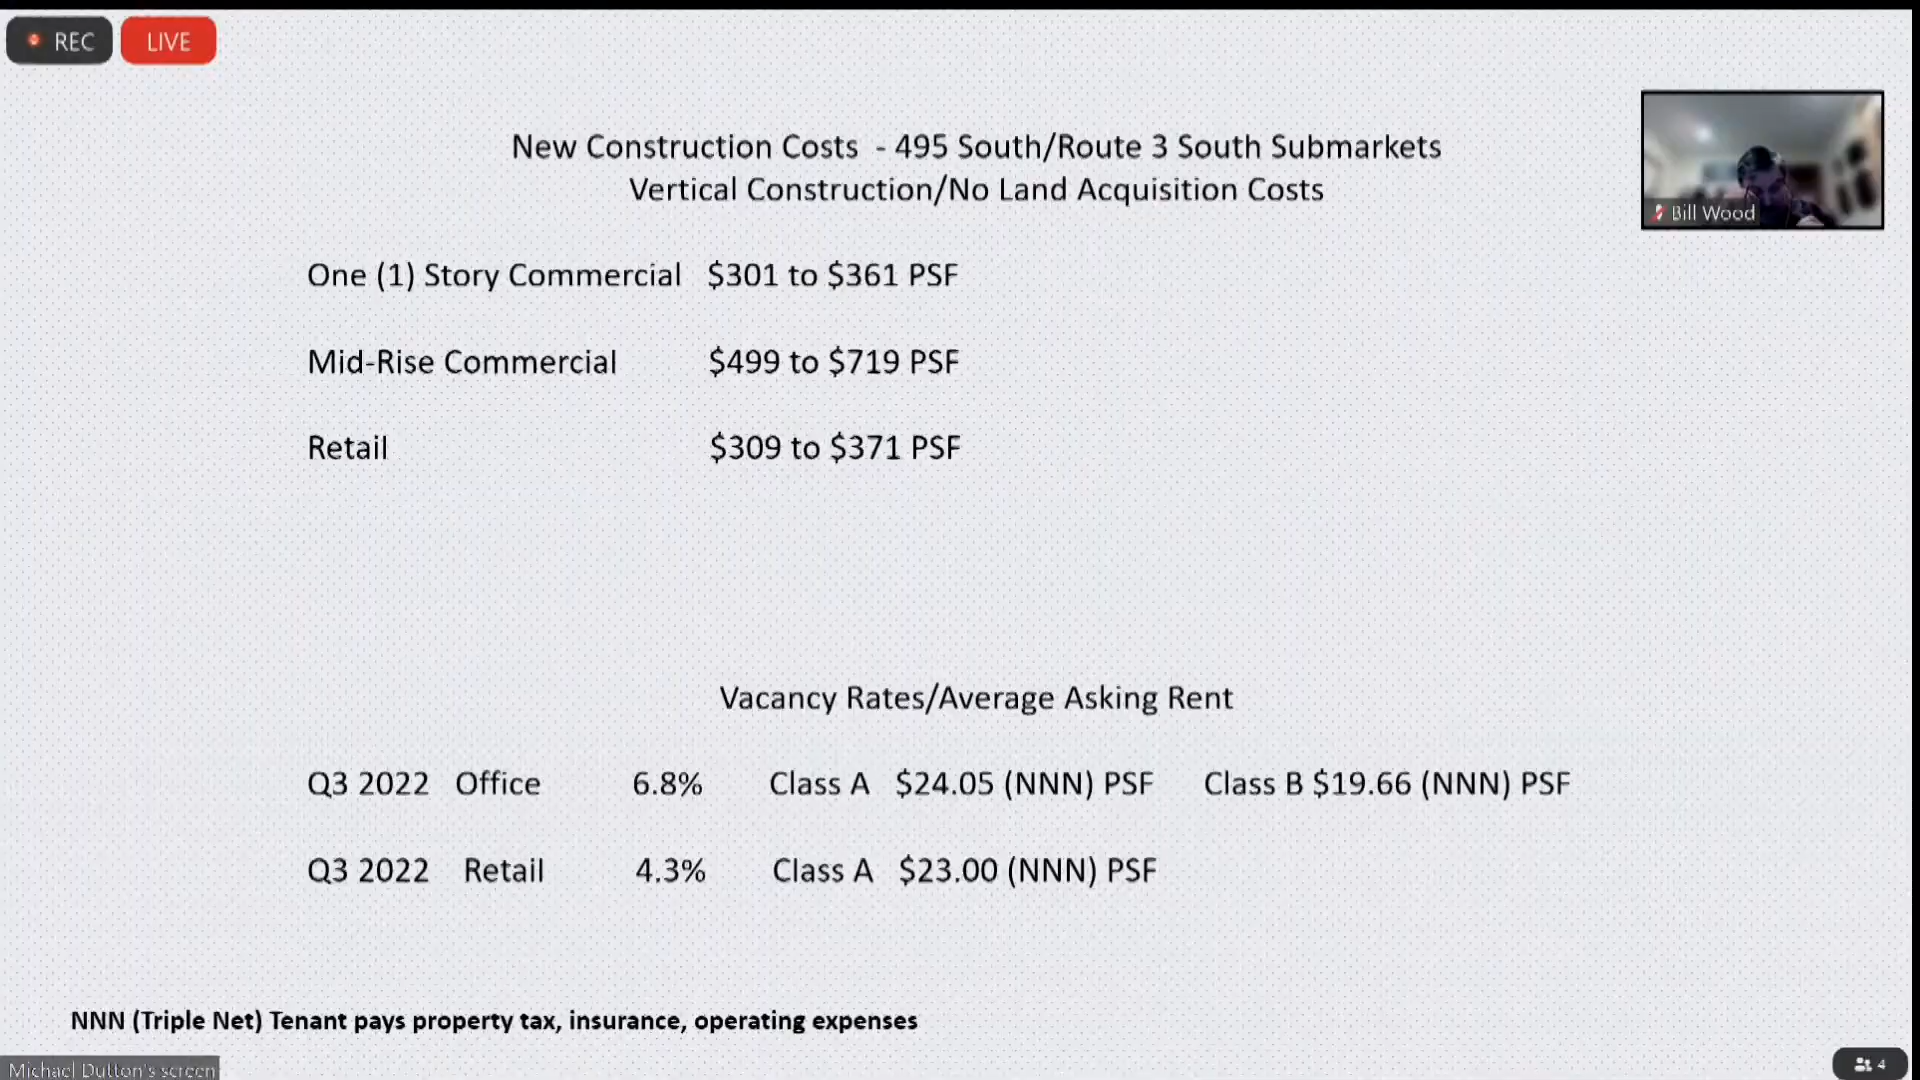 REC LIVE
New Construction Costs - 495 South/Route 3 South Submarkets
Vertical Construction/No Land Acquisition Costs
Bill Wood
One (1) Story Commercial $301 to $361 PSF
Mid-Rise Commercial $499 to $719 PSF
Retail $309 to $371 PSF
Vacancy Rates/Average Asking Rent
Q3 2022 Office 6.8% Class A $24.05 (NNN) PSF Class B $19.66 (NNN) PSF
Q3 2022 Retail 4.3% Class A $23.00 (NNN) PSF
NNN (Triple Net) Tenant pays property tax, insurance, operating expenses
Michael Dutton's screen
4